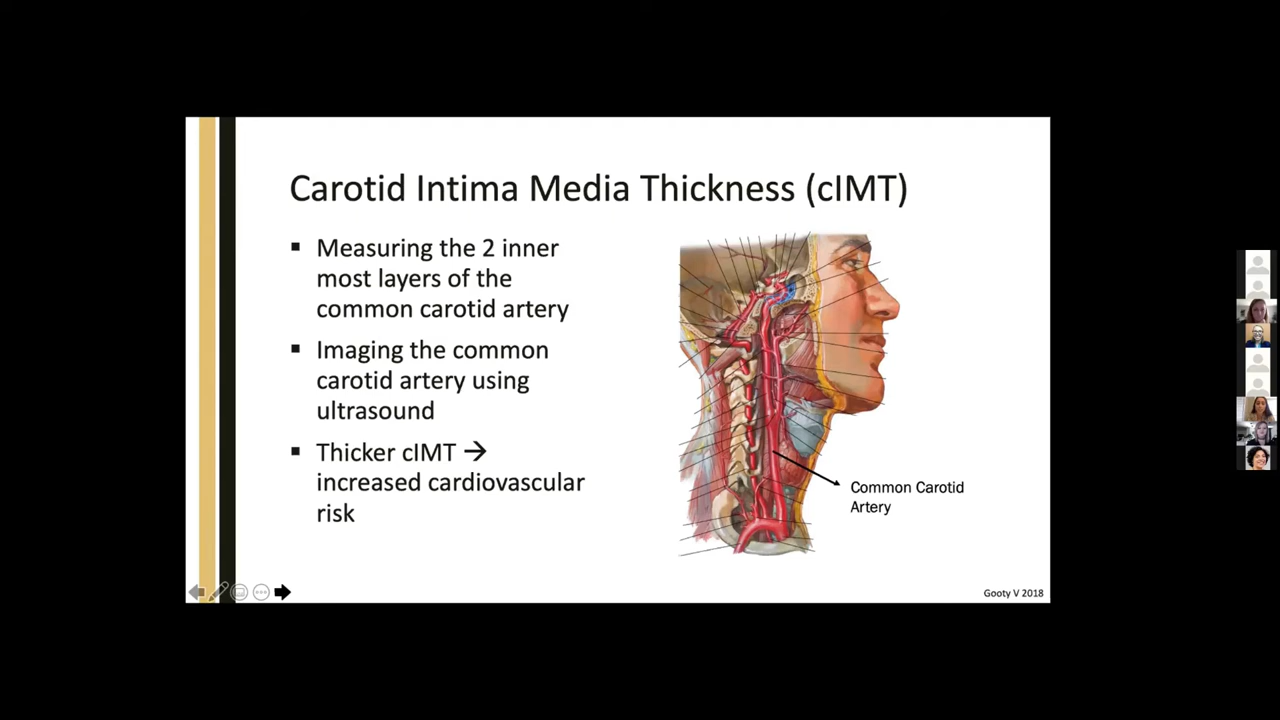 Carotid Intima Media Thickness (cIMT)
▪ Measuring the 2 inner
most layers of the
common carotid artery
▪ Imaging the common
carotid artery using
ultrasound
▪ Thicker cIMT →
increased cardiovascular
risk
Common Carotid
Artery
Gooty V 2018